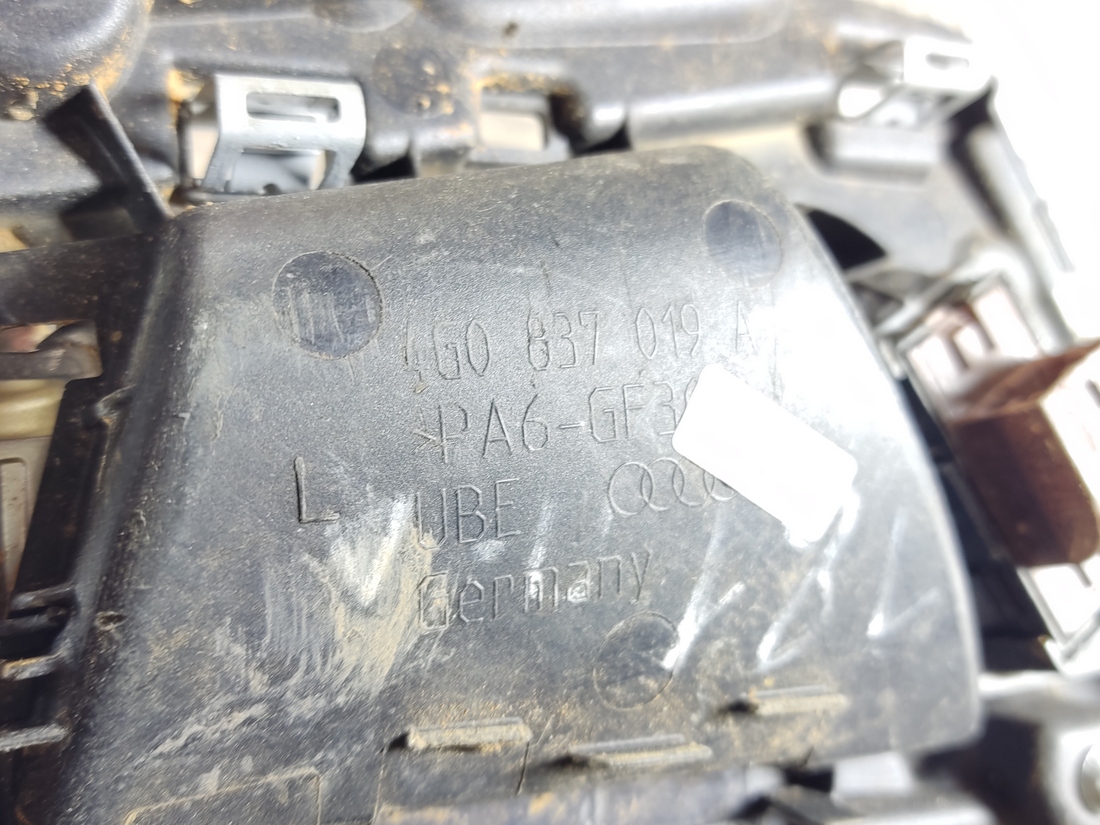 4G0 837 019 A
>PA6-GF3
L
UBE
Germany